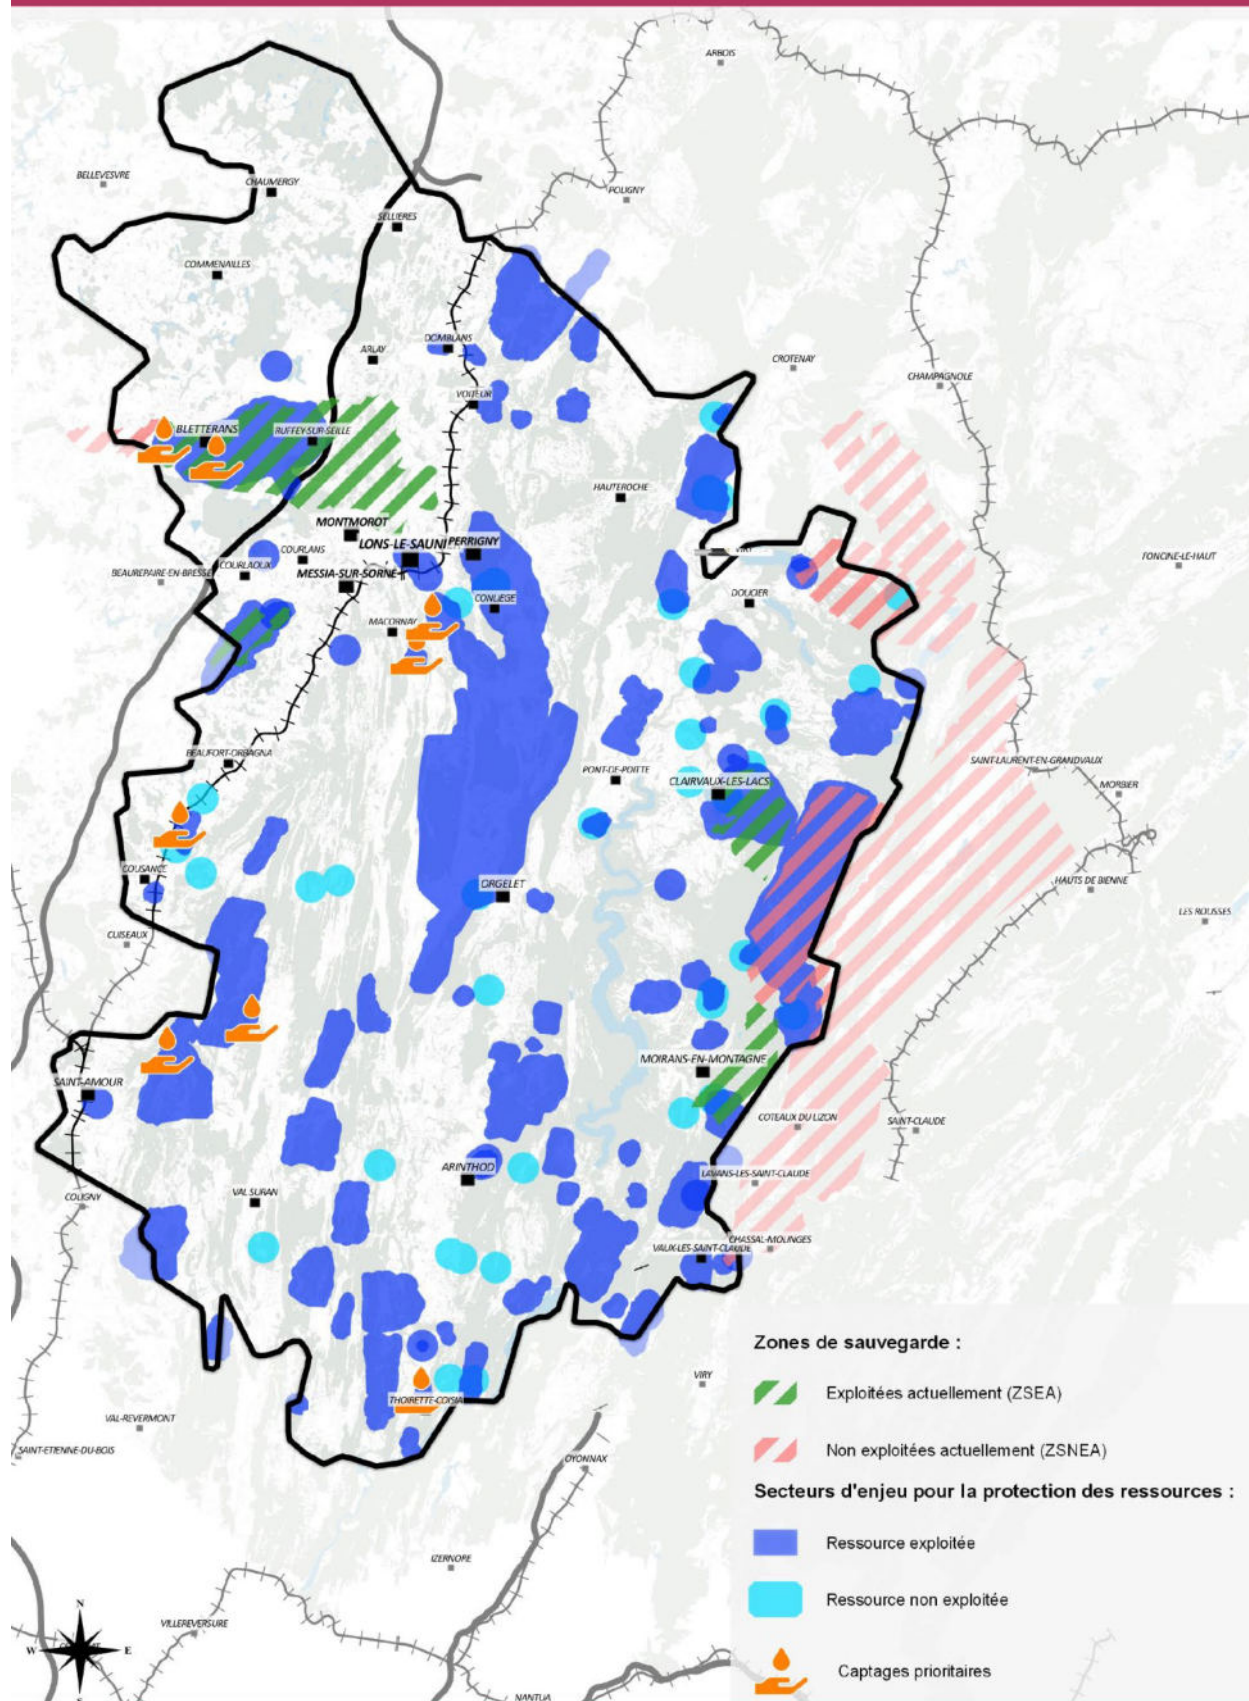 ARBOIS
BELLEVESVRE
CHAUMERGY
POLIGNY
SELLIERES
COMMENAILLES
DOMBLANS
ARLAY
CROTENAY
CHAMPAGNOLE
VOITEUR
BLETTERANS
RUFFEY-SUR-SEILLE
HAUTEROCHE
MONTMOROT
LONS-LE-SAUNI
PERRIGNY
COURLANS
FONCINE-LE-HAUT
BEAUREPAIRE-EN-BRESSE
COURLAOUX
MESSIA-SUR-SORNE
CONLIEGE
DOUCIER
MACORNAY
BEAUFORT-ORBAGNA
PONT-DE-POITTE
CLAIRVAUX-LES-LACS
SAINT-LAURENT-EN-GRANDVAUX
MORBIER
COUSANCE
ORGELET
HAUTS DE BIENNE
LES ROUSSES
CUISEAUX
MOIRANS-EN-MONTAGNE
SAINT-AMOUR
COTEAUX DU LIZON
SAINT-CLAUDE
ARINTHOD
LAVANS-LES-SAINT-CLAUDE
COLIGNY
VAL SURAN
CHASSAL-MOLINGES
VAUX-LES-SAINT-CLAUDE
Zones de sauvegarde :
VIRY
Exploitées actuellement (ZSEA)
THOIRETTE-COISIA
VAL-REVERMONT
SAINT-ETIENNE-DU-BOIS
Non exploitées actuellement (ZSNEA)
OYONNAX
Secteurs d'enjeu pour la protection des ressources :
Ressource exploitée
IZERNORE
Ressource non exploitée
N
VILLEREVERSURE
W
E
Captages prioritaires
S
NANTUA